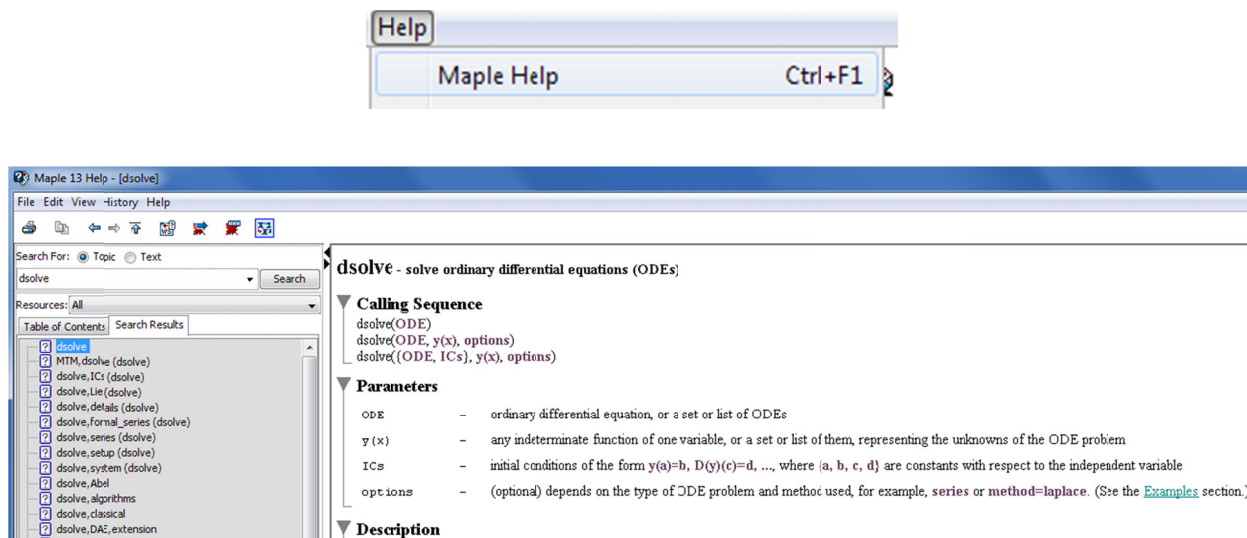 Help
Maple Help Ctrl+F1
Maple 13 Help - [dsolve]
File Edit View History Help
Search For: Topic Text
dsolve Search
Resources: All
Table of Contents Search Results
dsolve
MTM,dsolve (dsolve)
dsolve,ICs (dsolve)
dsolve,Lie (dsolve)
dsolve,details (dsolve)
dsolve,formal_series (dsolve)
dsolve,series (dsolve)
dsolve,setup (dsolve)
dsolve,system (dsolve)
dsolve,Abel
dsolve,algorithms
dsolve,classical
dsolve,DAE,extension
dsolve - solve ordinary differential equations (ODEs)
Calling Sequence
dsolve(ODE)
dsolve(ODE, y(x), options)
dsolve({ODE, ICs}, y(x), options)
Parameters
ODE – ordinary differential equation, or a set or list of ODEs
y(x) – any indeterminate function of one variable, or a set or list of them, representing the unknowns of the ODE problem
ICs – initial conditions of the form y(a)=b, D(y)(c)=d, ..., where {a, b, c, d} are constants with respect to the independent variable
options – (optional) depends on the type of ODE problem and method used, for example, series or method=laplace. (See the Examples section.)
Description